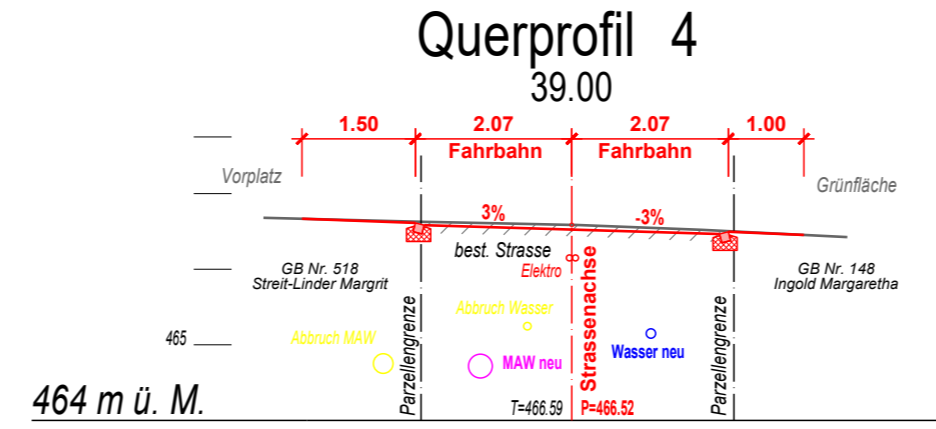 Querprofil 4
39.00
1.50 2.07 2.07 1.00
Fahrbahn Fahrbahn
Vorplatz
Grünfläche
3% -3%
best. Strasse
Elektro
GB Nr. 518
Streit-Linder Margrit
GB Nr. 148
Ingold Margaretha
Abbruch Wasser
Abbruch MAW
465
MAW neu
Wasser neu
Parzellengrenze
Strassenachse
Parzellengrenze
464 m ü. M.
T=466.59 P=466.52